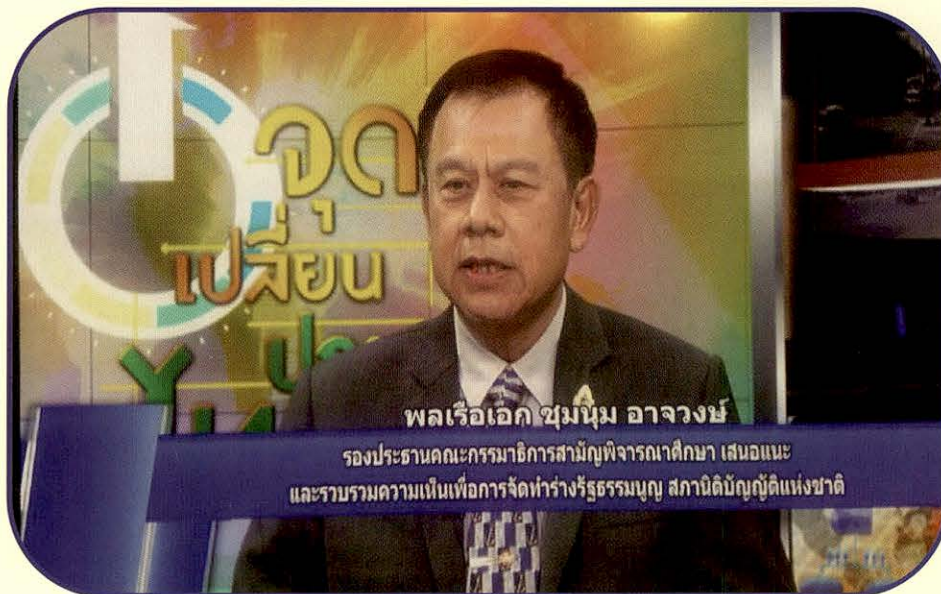 จุด
เปลี่ยน
พลเรือเอก ชุมนุม อาจวงษ์
รองประธานคณะกรรมาธิการสามัญพิจารณาศึกษา เสนอแนะ
และรวบรวมความเห็นเพื่อการจัดทำร่างรัฐธรรมนูญ สภานิติบัญญัติแห่งชาติ